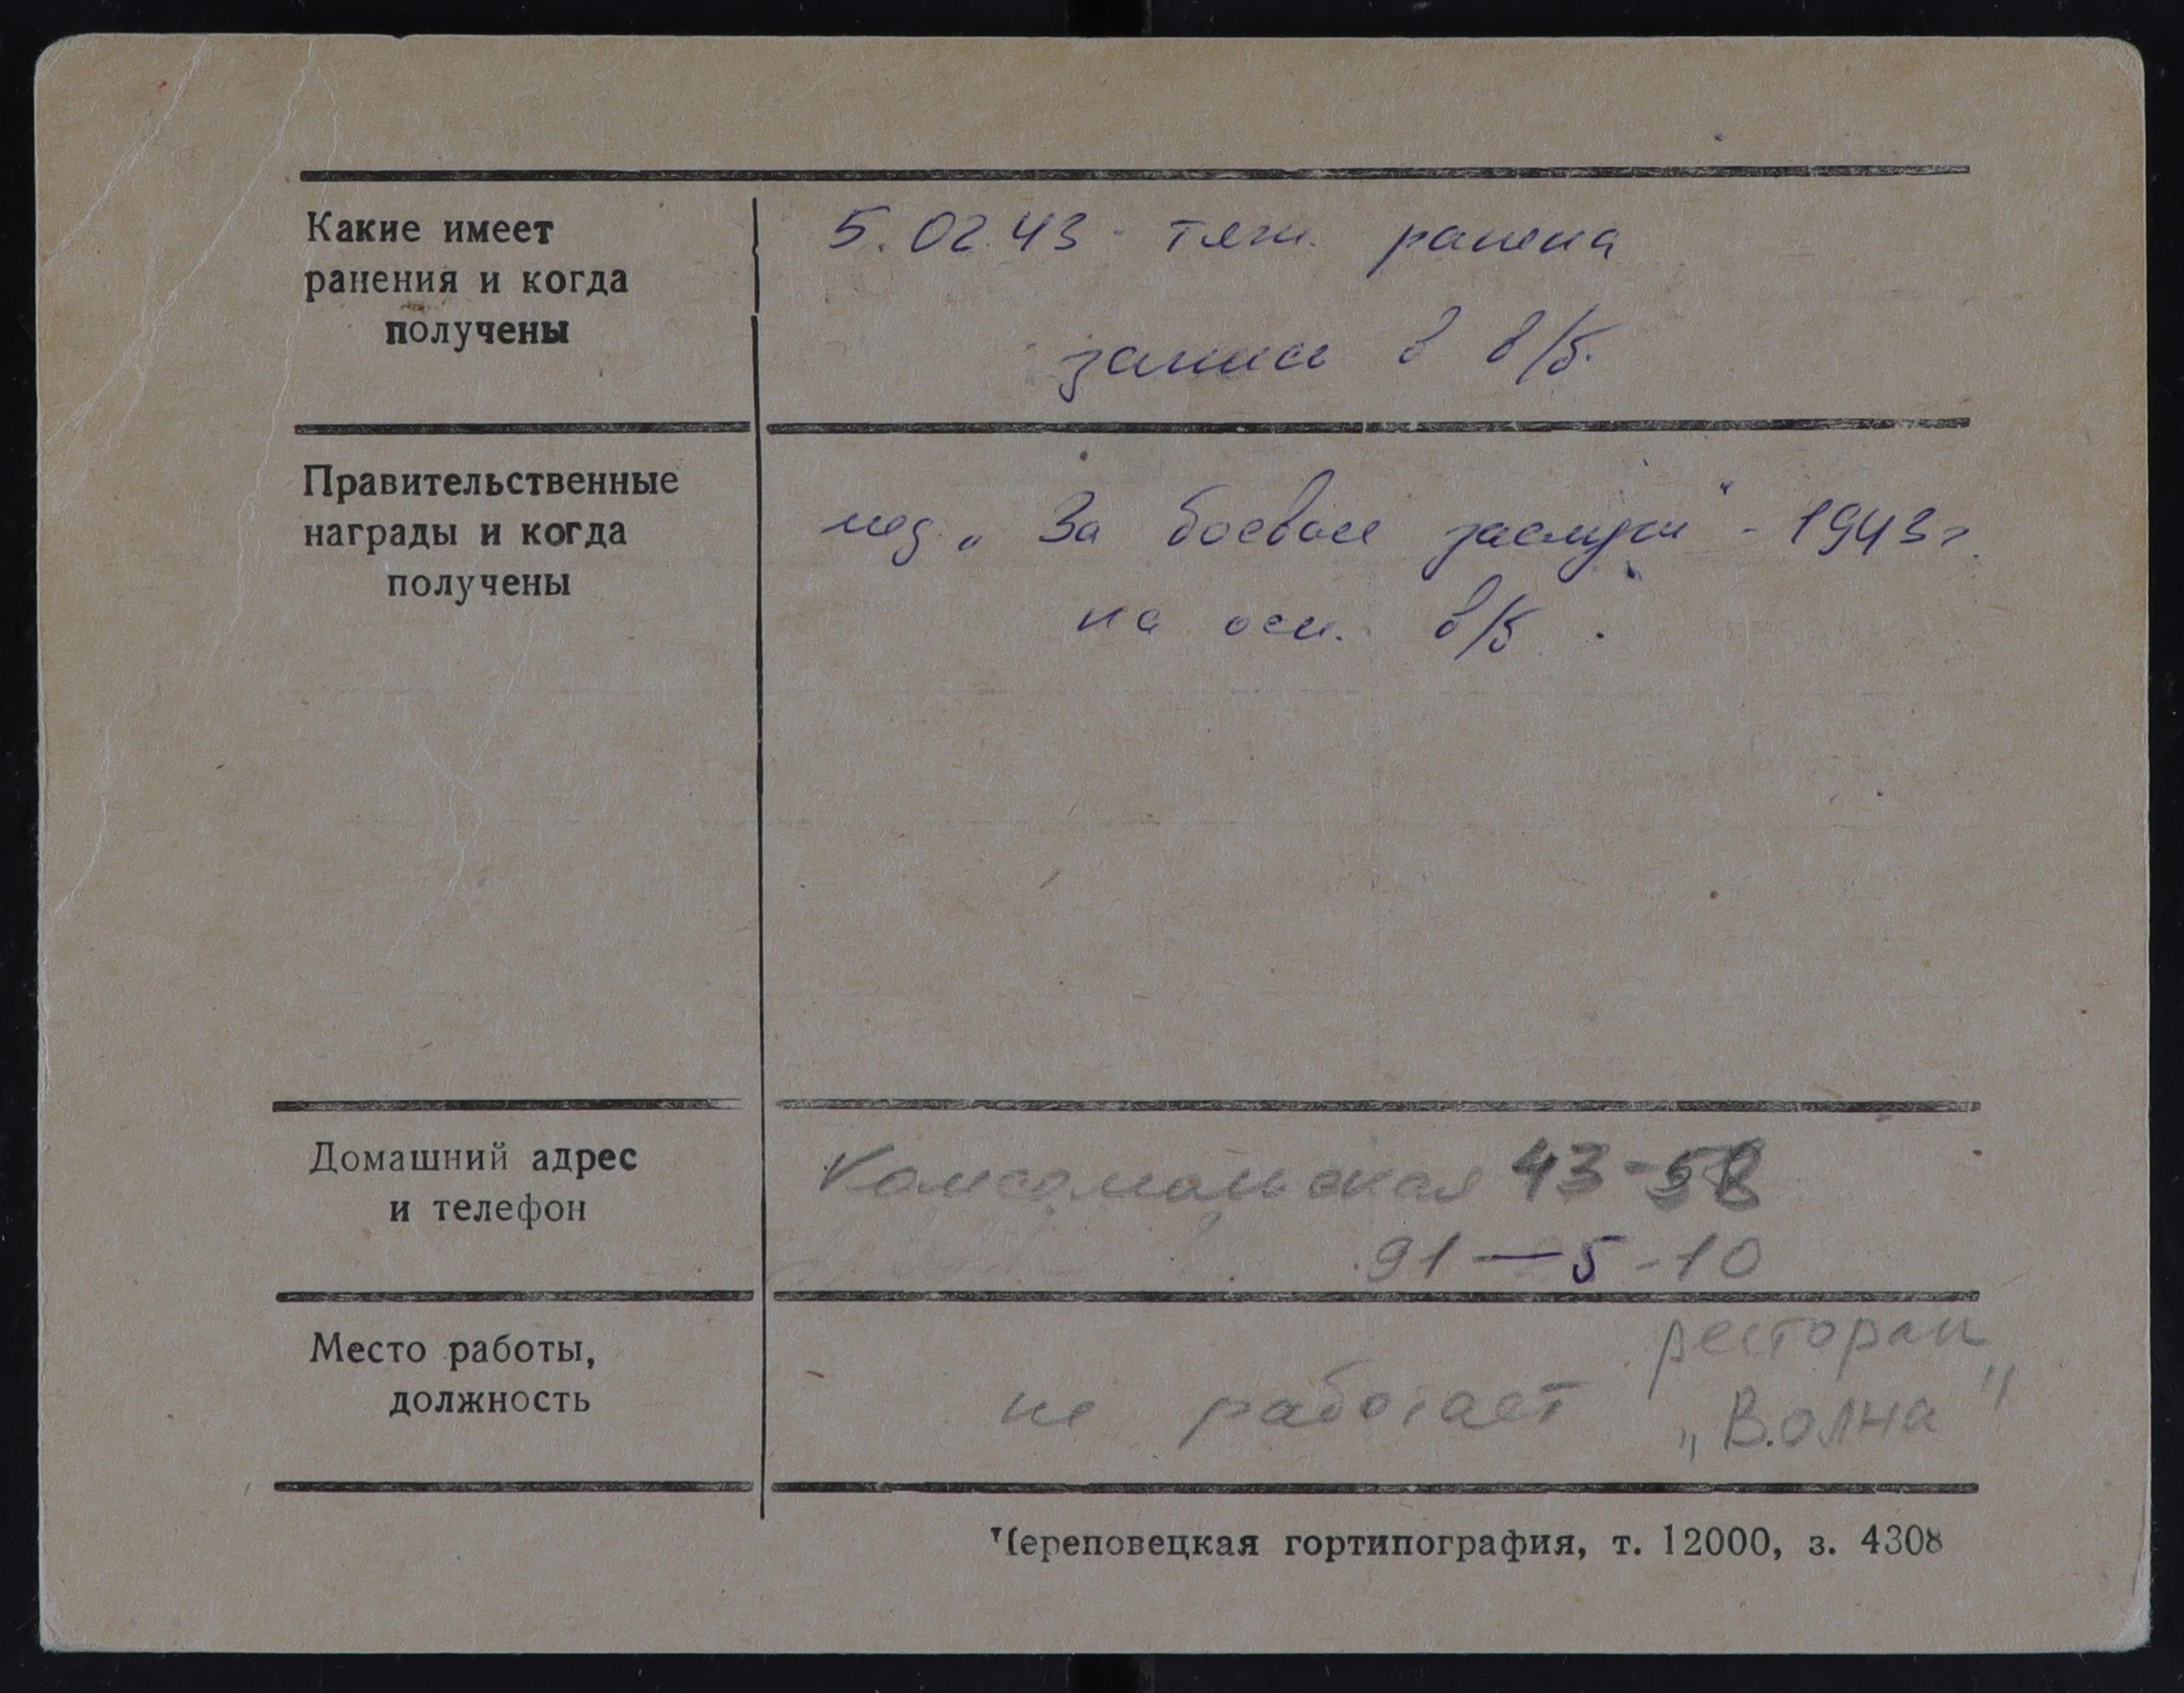 Какие имеет
ранения и когда
получены
5.02.43 - тяж. ранена
запись в в/б.
Правительственные
награды и когда
получены
мед. „За боевые заслуги" - 1943 г.
на осн. в/б.
Домашний адрес
и телефон
Комсомольская 43-58
91-5-10
Место работы,
должность
не работает
ресторан
„Волна"
Череповецкая гортипография, т. 12000, з. 4308